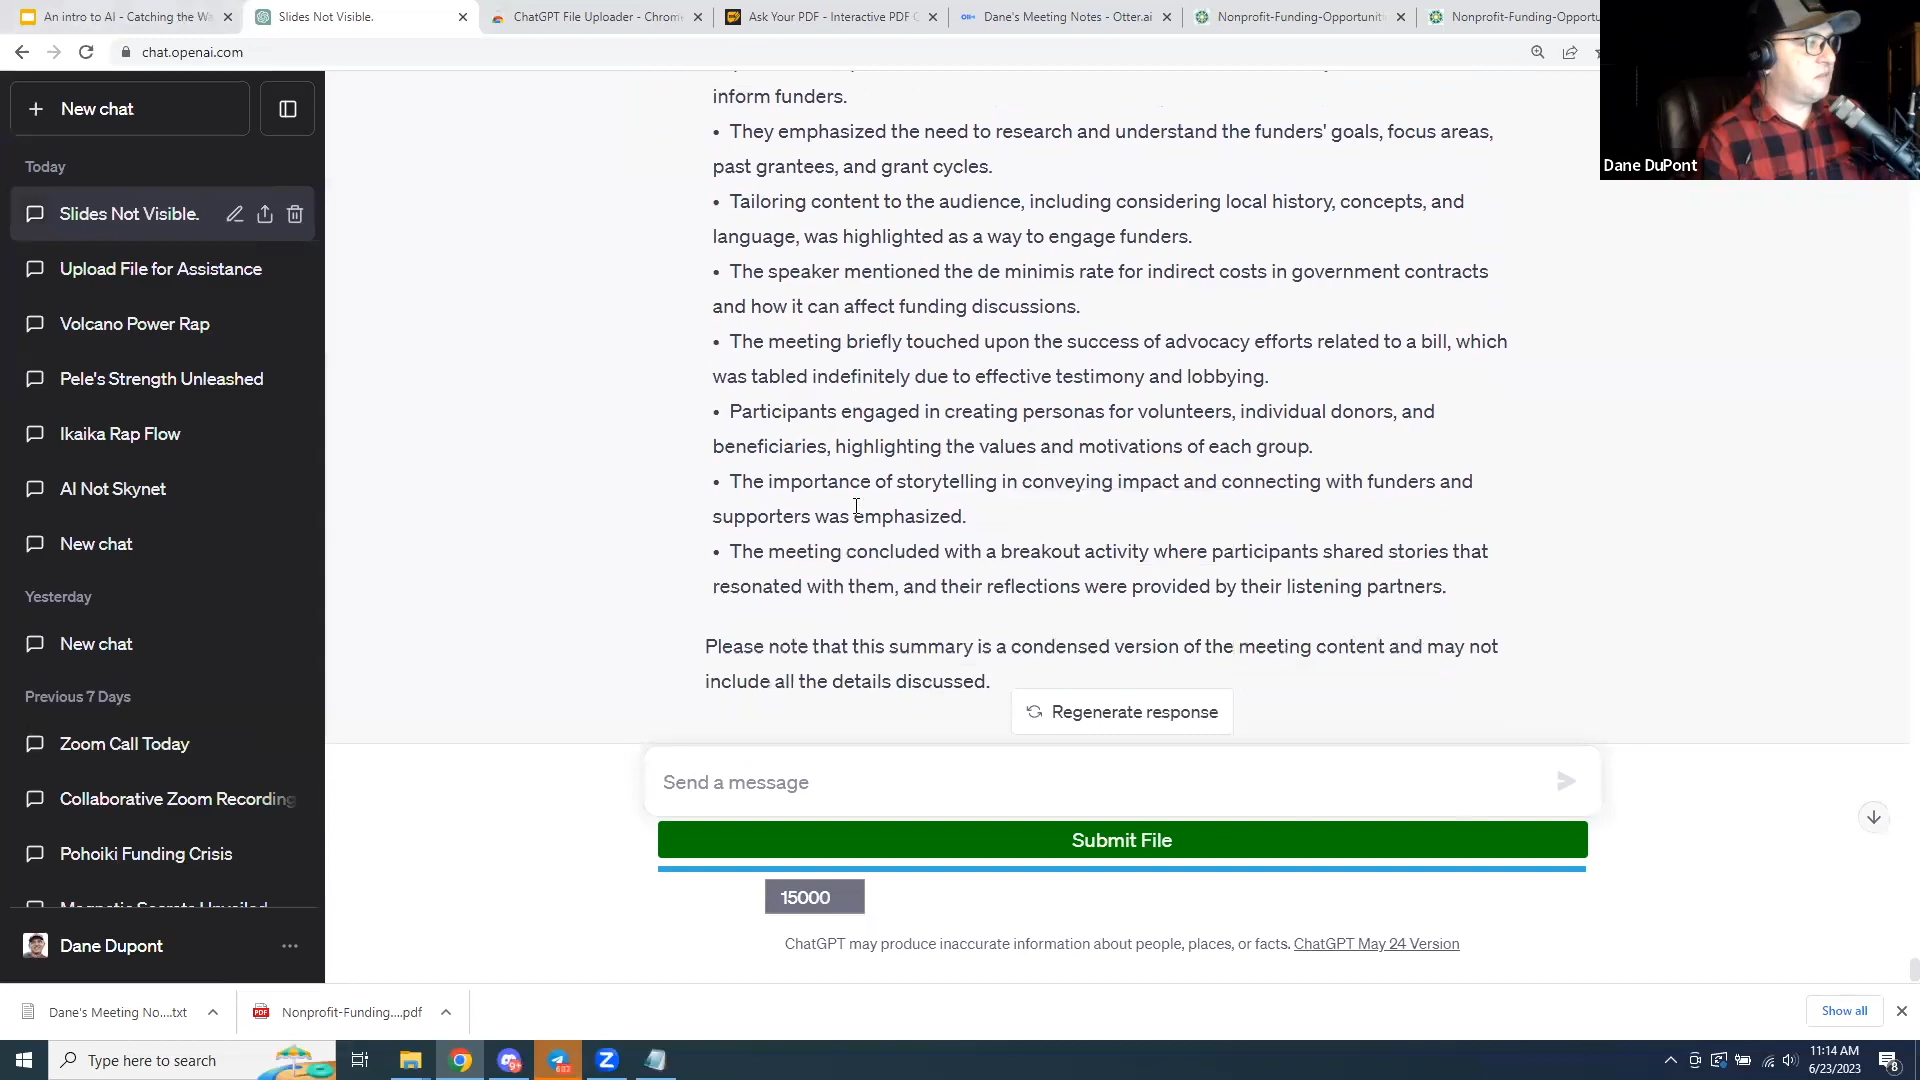 An intro to AI - Catching the Wa
Slides Not Visible.
ChatGPT File Uploader - Chrome
Ask Your PDF - Interactive PDF C
Dane's Meeting Notes - Otter.ai
Nonprofit-Funding-Opportuniti
Nonprofit-Funding-Opportu
chat.openai.com
New chat
Today
Slides Not Visible.
Upload File for Assistance
Volcano Power Rap
Pele's Strength Unleashed
Ikaika Rap Flow
AI Not Skynet
New chat
Yesterday
New chat
Previous 7 Days
Zoom Call Today
Collaborative Zoom Recording
Pohoiki Funding Crisis
Magnetic Secrets Unveiled
Dane Dupont
inform funders.
• They emphasized the need to research and understand the funders' goals, focus areas,
past grantees, and grant cycles.
• Tailoring content to the audience, including considering local history, concepts, and
language, was highlighted as a way to engage funders.
• The speaker mentioned the de minimis rate for indirect costs in government contracts
and how it can affect funding discussions.
• The meeting briefly touched upon the success of advocacy efforts related to a bill, which
was tabled indefinitely due to effective testimony and lobbying.
• Participants engaged in creating personas for volunteers, individual donors, and
beneficiaries, highlighting the values and motivations of each group.
• The importance of storytelling in conveying impact and connecting with funders and
supporters was emphasized.
• The meeting concluded with a breakout activity where participants shared stories that
resonated with them, and their reflections were provided by their listening partners.
Please note that this summary is a condensed version of the meeting content and may not
include all the details discussed.
Regenerate response
Send a message
Submit File
15000
ChatGPT may produce inaccurate information about people, places, or facts. ChatGPT May 24 Version
Dane DuPont
Dane's Meeting No....txt
Nonprofit-Funding....pdf
Show all
Type here to search
11:14 AM
6/23/2023
8